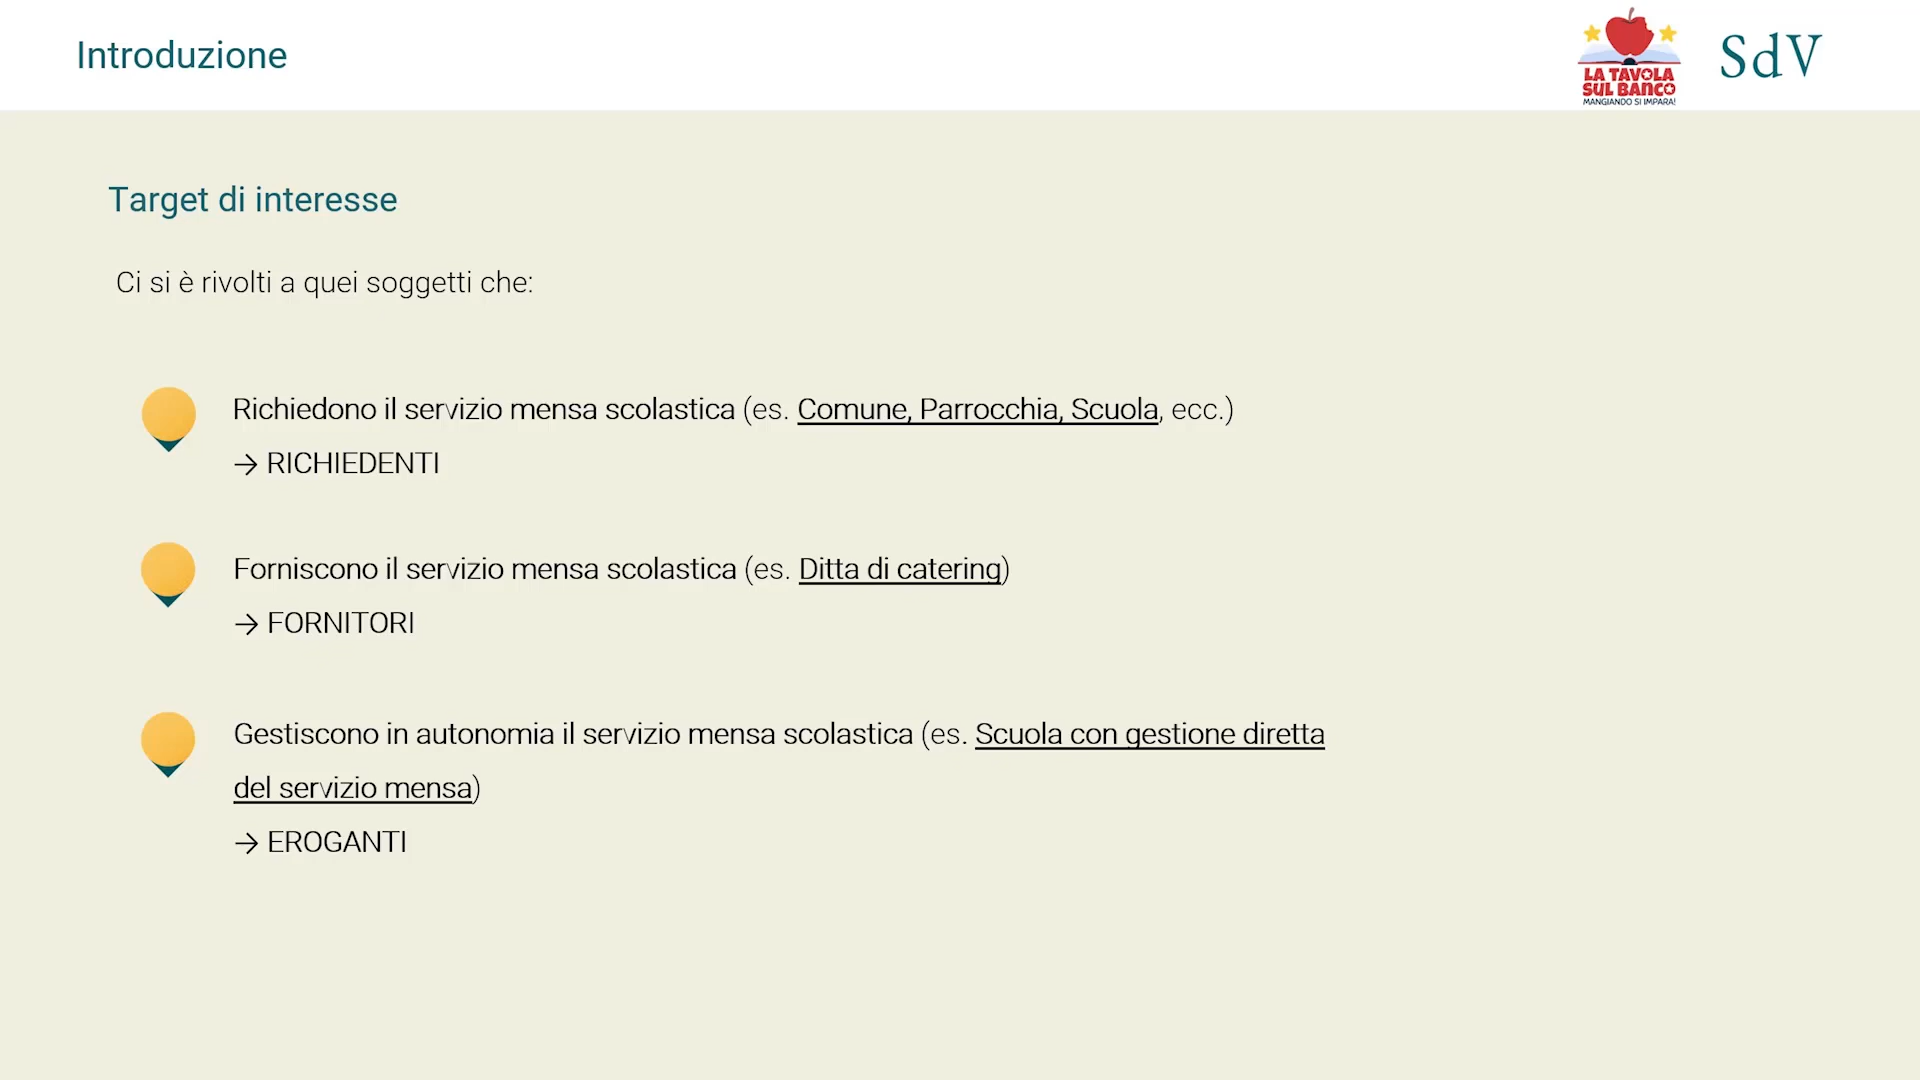 Introduzione
LA TAVOLA
SUL BANCO
MANGIANDO SI IMPARA!
SdV
Target di interesse
Ci si è rivolti a quei soggetti che:
Richiedono il servizio mensa scolastica (es. Comune, Parrocchia, Scuola, ecc.)
→ RICHIEDENTI
Forniscono il servizio mensa scolastica (es. Ditta di catering)
→ FORNITORI
Gestiscono in autonomia il servizio mensa scolastica (es. Scuola con gestione diretta
del servizio mensa)
→ EROGANTI